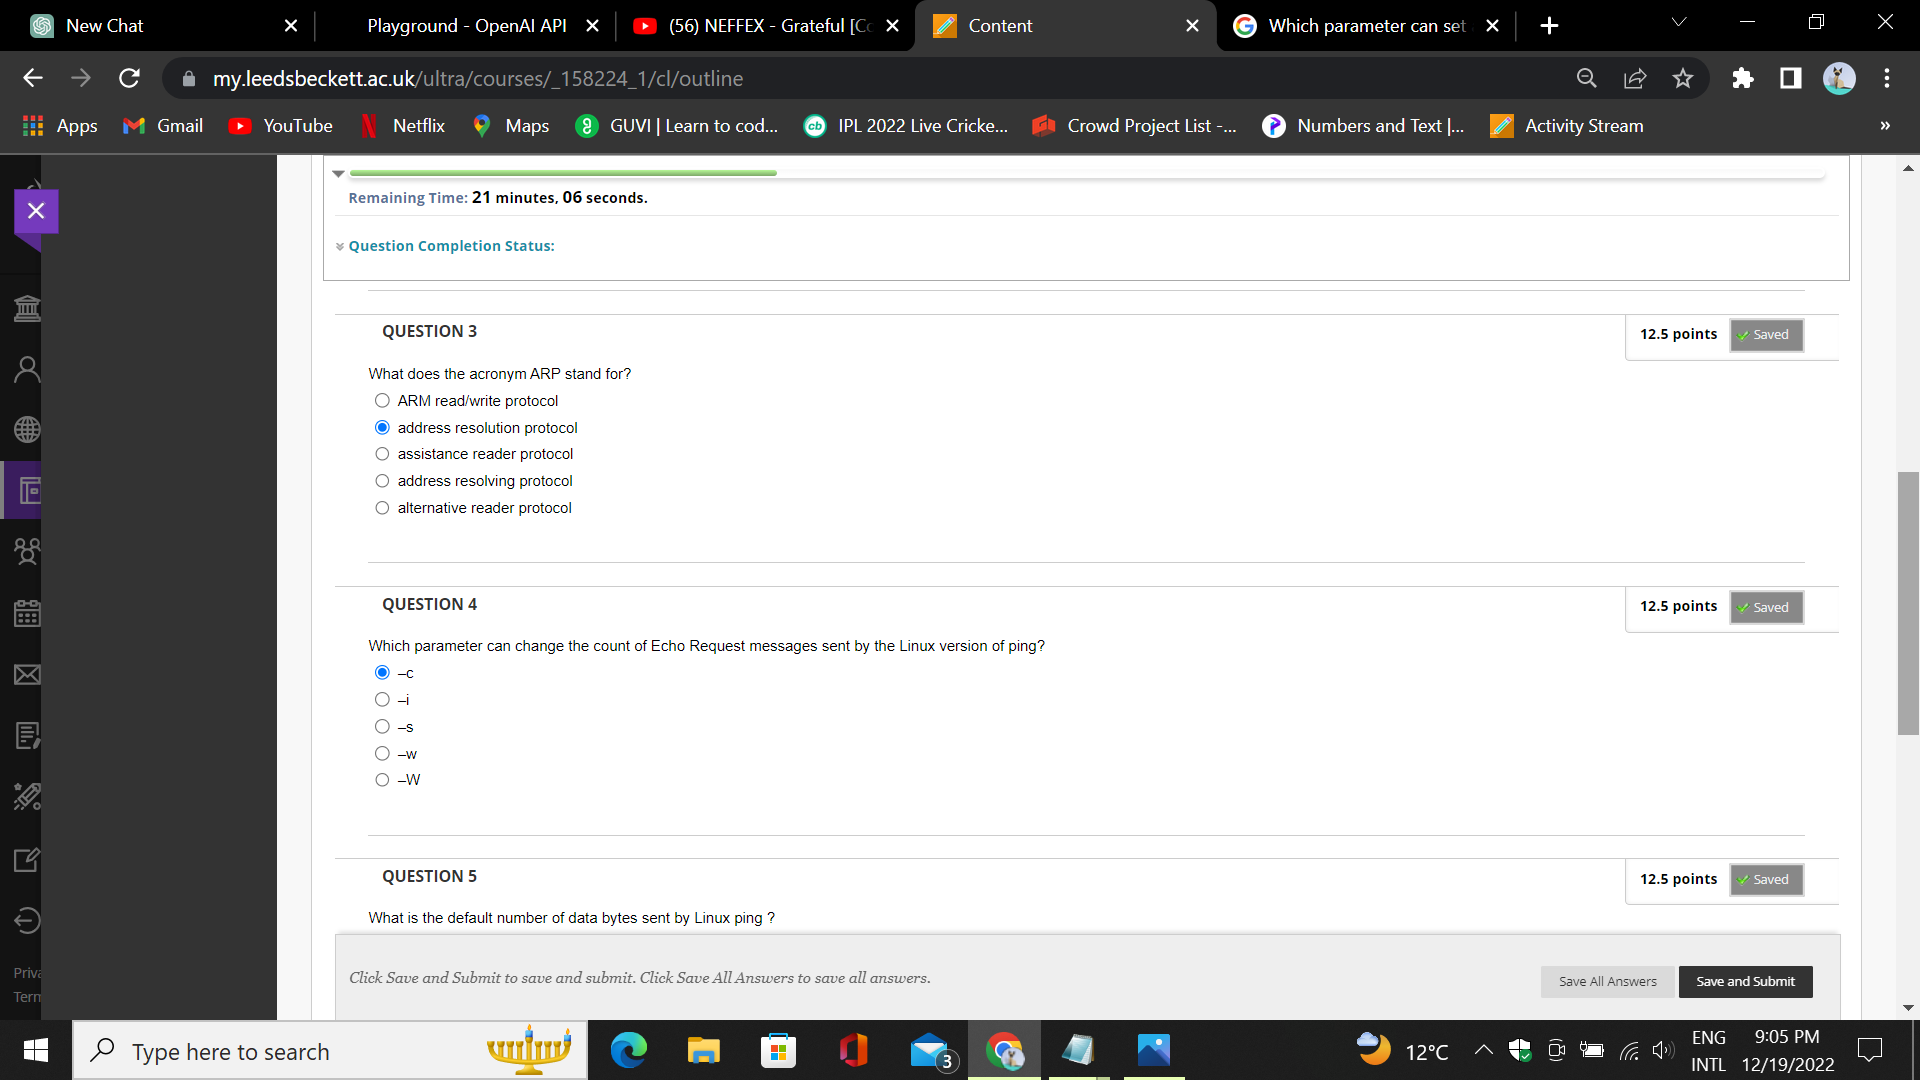 New Chat
Playground - OpenAI API
(56) NEFFEX - Grateful [Co
Content
Which parameter can set
my.leedsbeckett.ac.uk/ultra/courses/_158224_1/cl/outline
Apps
Gmail
YouTube
Netflix
Maps
GUVI | Learn to cod...
IPL 2022 Live Cricke...
Crowd Project List -...
Numbers and Text |...
Activity Stream
»
Remaining Time: 21 minutes, 06 seconds.
Question Completion Status:
QUESTION 3
12.5 points
Saved
What does the acronym ARP stand for?
ARM read/write protocol
address resolution protocol
assistance reader protocol
address resolving protocol
alternative reader protocol
QUESTION 4
12.5 points
Saved
Which parameter can change the count of Echo Request messages sent by the Linux version of ping?
–c
–i
–s
–w
–W
QUESTION 5
12.5 points
Saved
What is the default number of data bytes sent by Linux ping ?
Click Save and Submit to save and submit. Click Save All Answers to save all answers.
Save All Answers
Save and Submit
Priva
Term
Type here to search
3
12°C
ENG
INTL
9:05 PM
12/19/2022